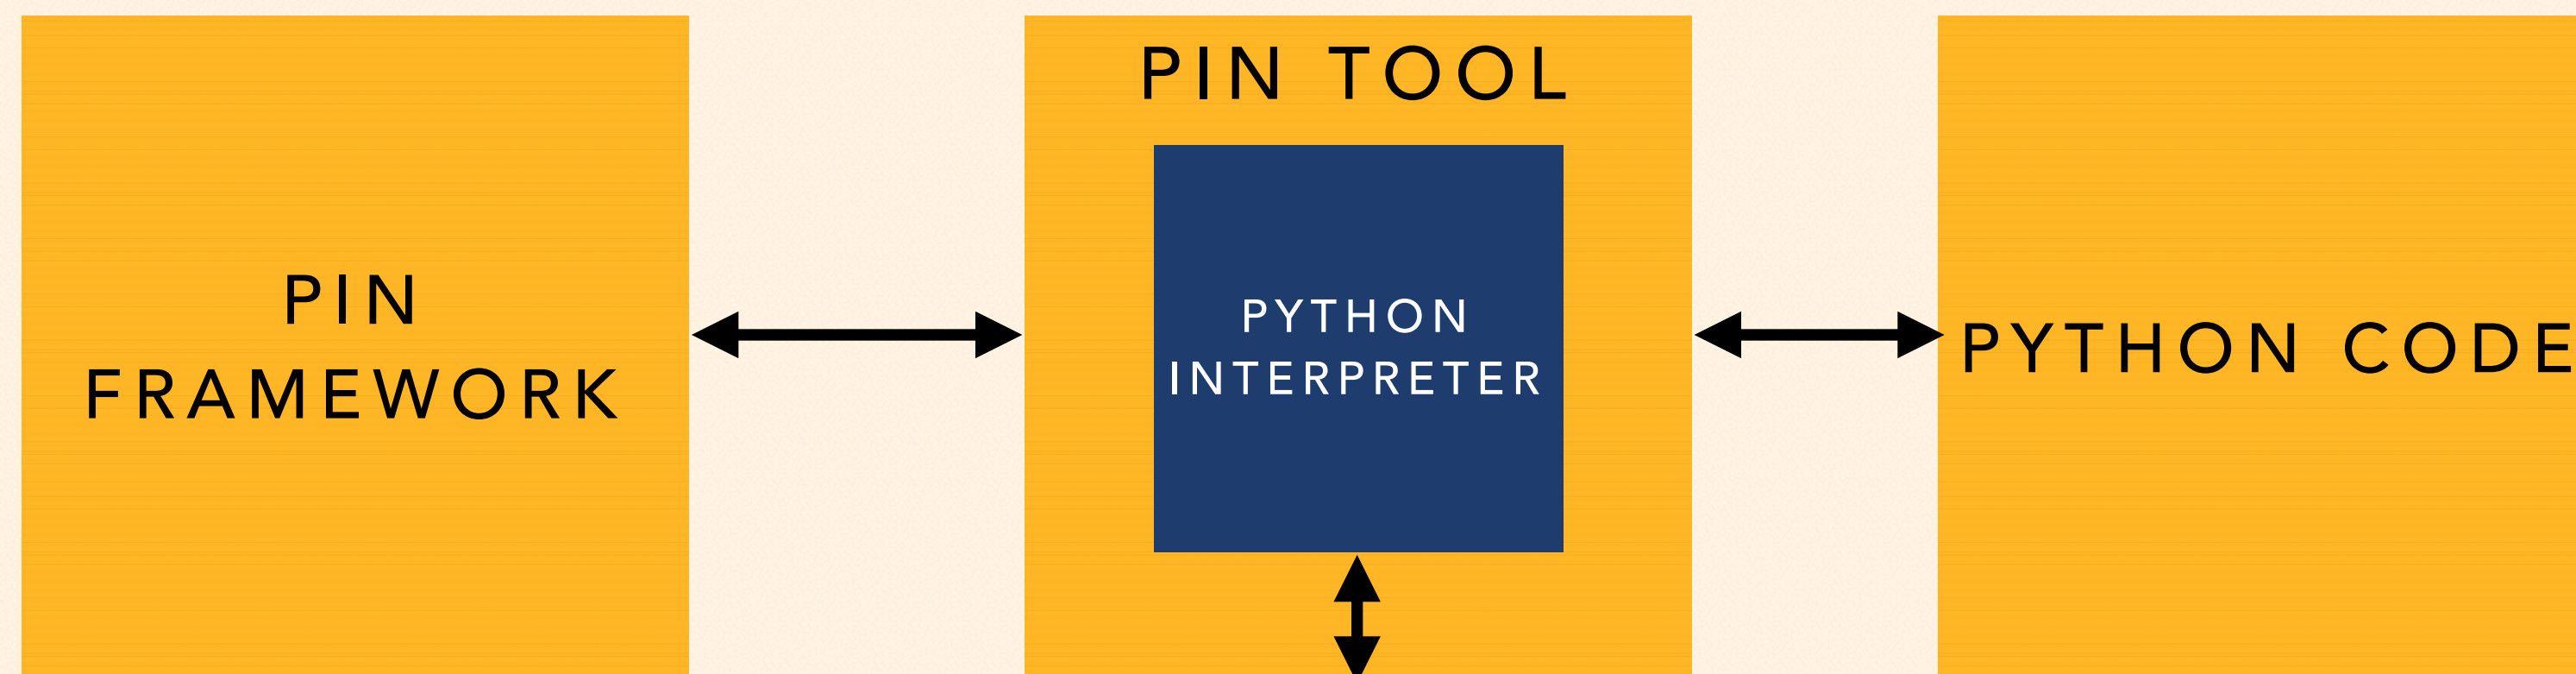 PIN
FRAMEWORK
PIN TOOL
PYTHON
INTERPRETER
PYTHON CODE